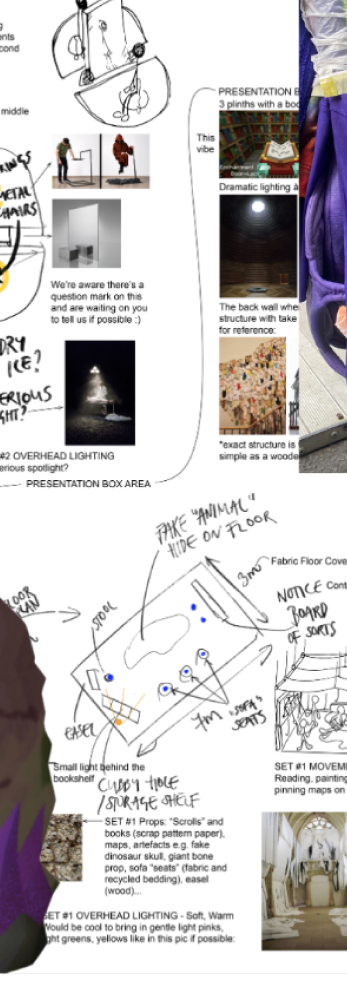 ents
cond
middle
PRESENTATION B
3 plinths with a boo
This
vibe
METAL
CHAIRS
Dramatic lighting a
We're aware there's a
question mark on this
and are waiting on you
to tell us if possible :)
The back wall whe
structure with take
for reference:
DRY
ICE?
#2 OVERHEAD LIGHTING
erious spotlight?
"exact structure is
simple as a woode
PRESENTATION BOX AREA
FAKE "ANIMAL"
HIDE ON FLOOR
Fabric Floor Cove
3m
NOTICE
BOARD
OF SORTS
Cont
STOOL
EASEL
7m
"SOFA"
SEATS
Small light behind the
bookshelf
CUBBY HOLE
/STORAGE SHELF
SET #1 MOVEM
Reading, painting
pinning maps on
SET #1 Props: "Scrolls" and
books (scrap pattern paper),
maps, artefacts e.g. fake
dinosaur skull, giant bone
prop, sofa "seats" (fabric and
recycled bedding), easel
(wood)...
SET #1 OVERHEAD LIGHTING - Soft, Warm
Would be cool to bring in gentle light pinks,
ght greens, yellows like in this pic if possible: